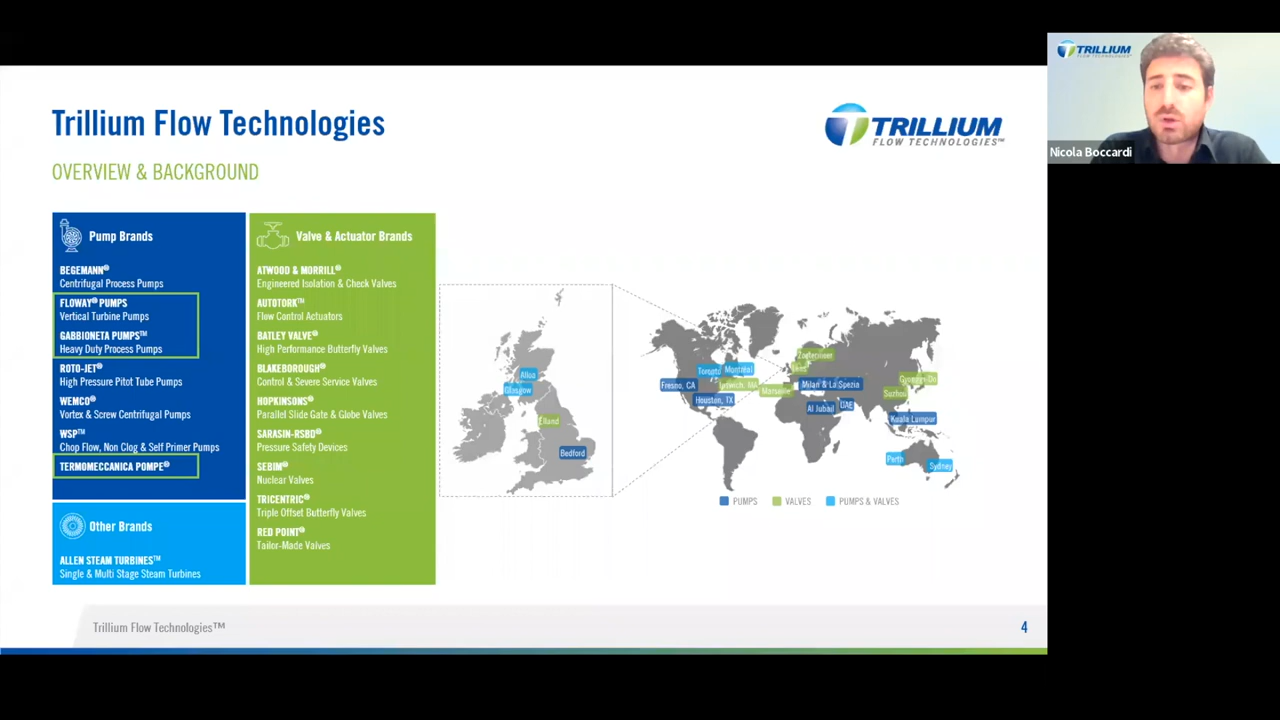 Trillium Flow Technologies
OVERVIEW & BACKGROUND
TRILLIUM
FLOW TECHNOLOGIES™
TRILLIUM
FLOW TECHNOLOGIES
Nicola Boccardi
Pump Brands
BEGEMANN®
Centrifugal Process Pumps
FLOWAY® PUMPS
Vertical Turbine Pumps
GABBIONETA PUMPS™
Heavy Duty Process Pumps
ROTO-JET®
High Pressure Pitot Tube Pumps
WEMCO®
Vortex & Screw Centrifugal Pumps
WSP™
Chop Flow, Non Clog & Self Primer Pumps
TERMOMECCANICA POMPE®
Other Brands
ALLEN STEAM TURBINES™
Single & Multi Stage Steam Turbines
Valve & Actuator Brands
ATWOOD & MORRILL®
Engineered Isolation & Check Valves
AUTOTORK™
Flow Control Actuators
BATLEY VALVE®
High Performance Butterfly Valves
BLAKEBOROUGH®
Control & Severe Service Valves
HOPKINSONS®
Parallel Slide Gate & Globe Valves
SARASIN-RSBD®
Pressure Safety Devices
SEBIM®
Nuclear Valves
TRICENTRIC®
Triple Offset Butterfly Valves
RED POINT®
Tailor-Made Valves
Alloa
Glasgow
Elland
Bedford
Zoetermeer
Toronto
Montréal
Fresno, CA
Ipswich, MA
Houston, TX
Marseille
Milan & La Spezia
Al Jubail
UAE
Suzhou
Kuala Lumpur
Perth
Sydney
PUMPS
VALVES
PUMPS & VALVES
Trillium Flow Technologies™
4